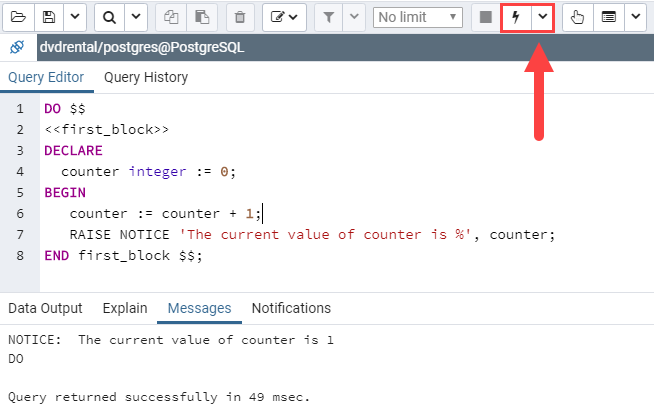 No limit
dvdrental/postgres@PostgreSQL
Query Editor Query History
1 DO $$
2 <<first_block>>
3 DECLARE
4 counter integer := 0;
5 BEGIN
6 counter := counter + 1;
7 RAISE NOTICE 'The current value of counter is %', counter;
8 END first_block $$;
Data Output Explain Messages Notifications
NOTICE: The current value of counter is 1
DO
Query returned successfully in 49 msec.